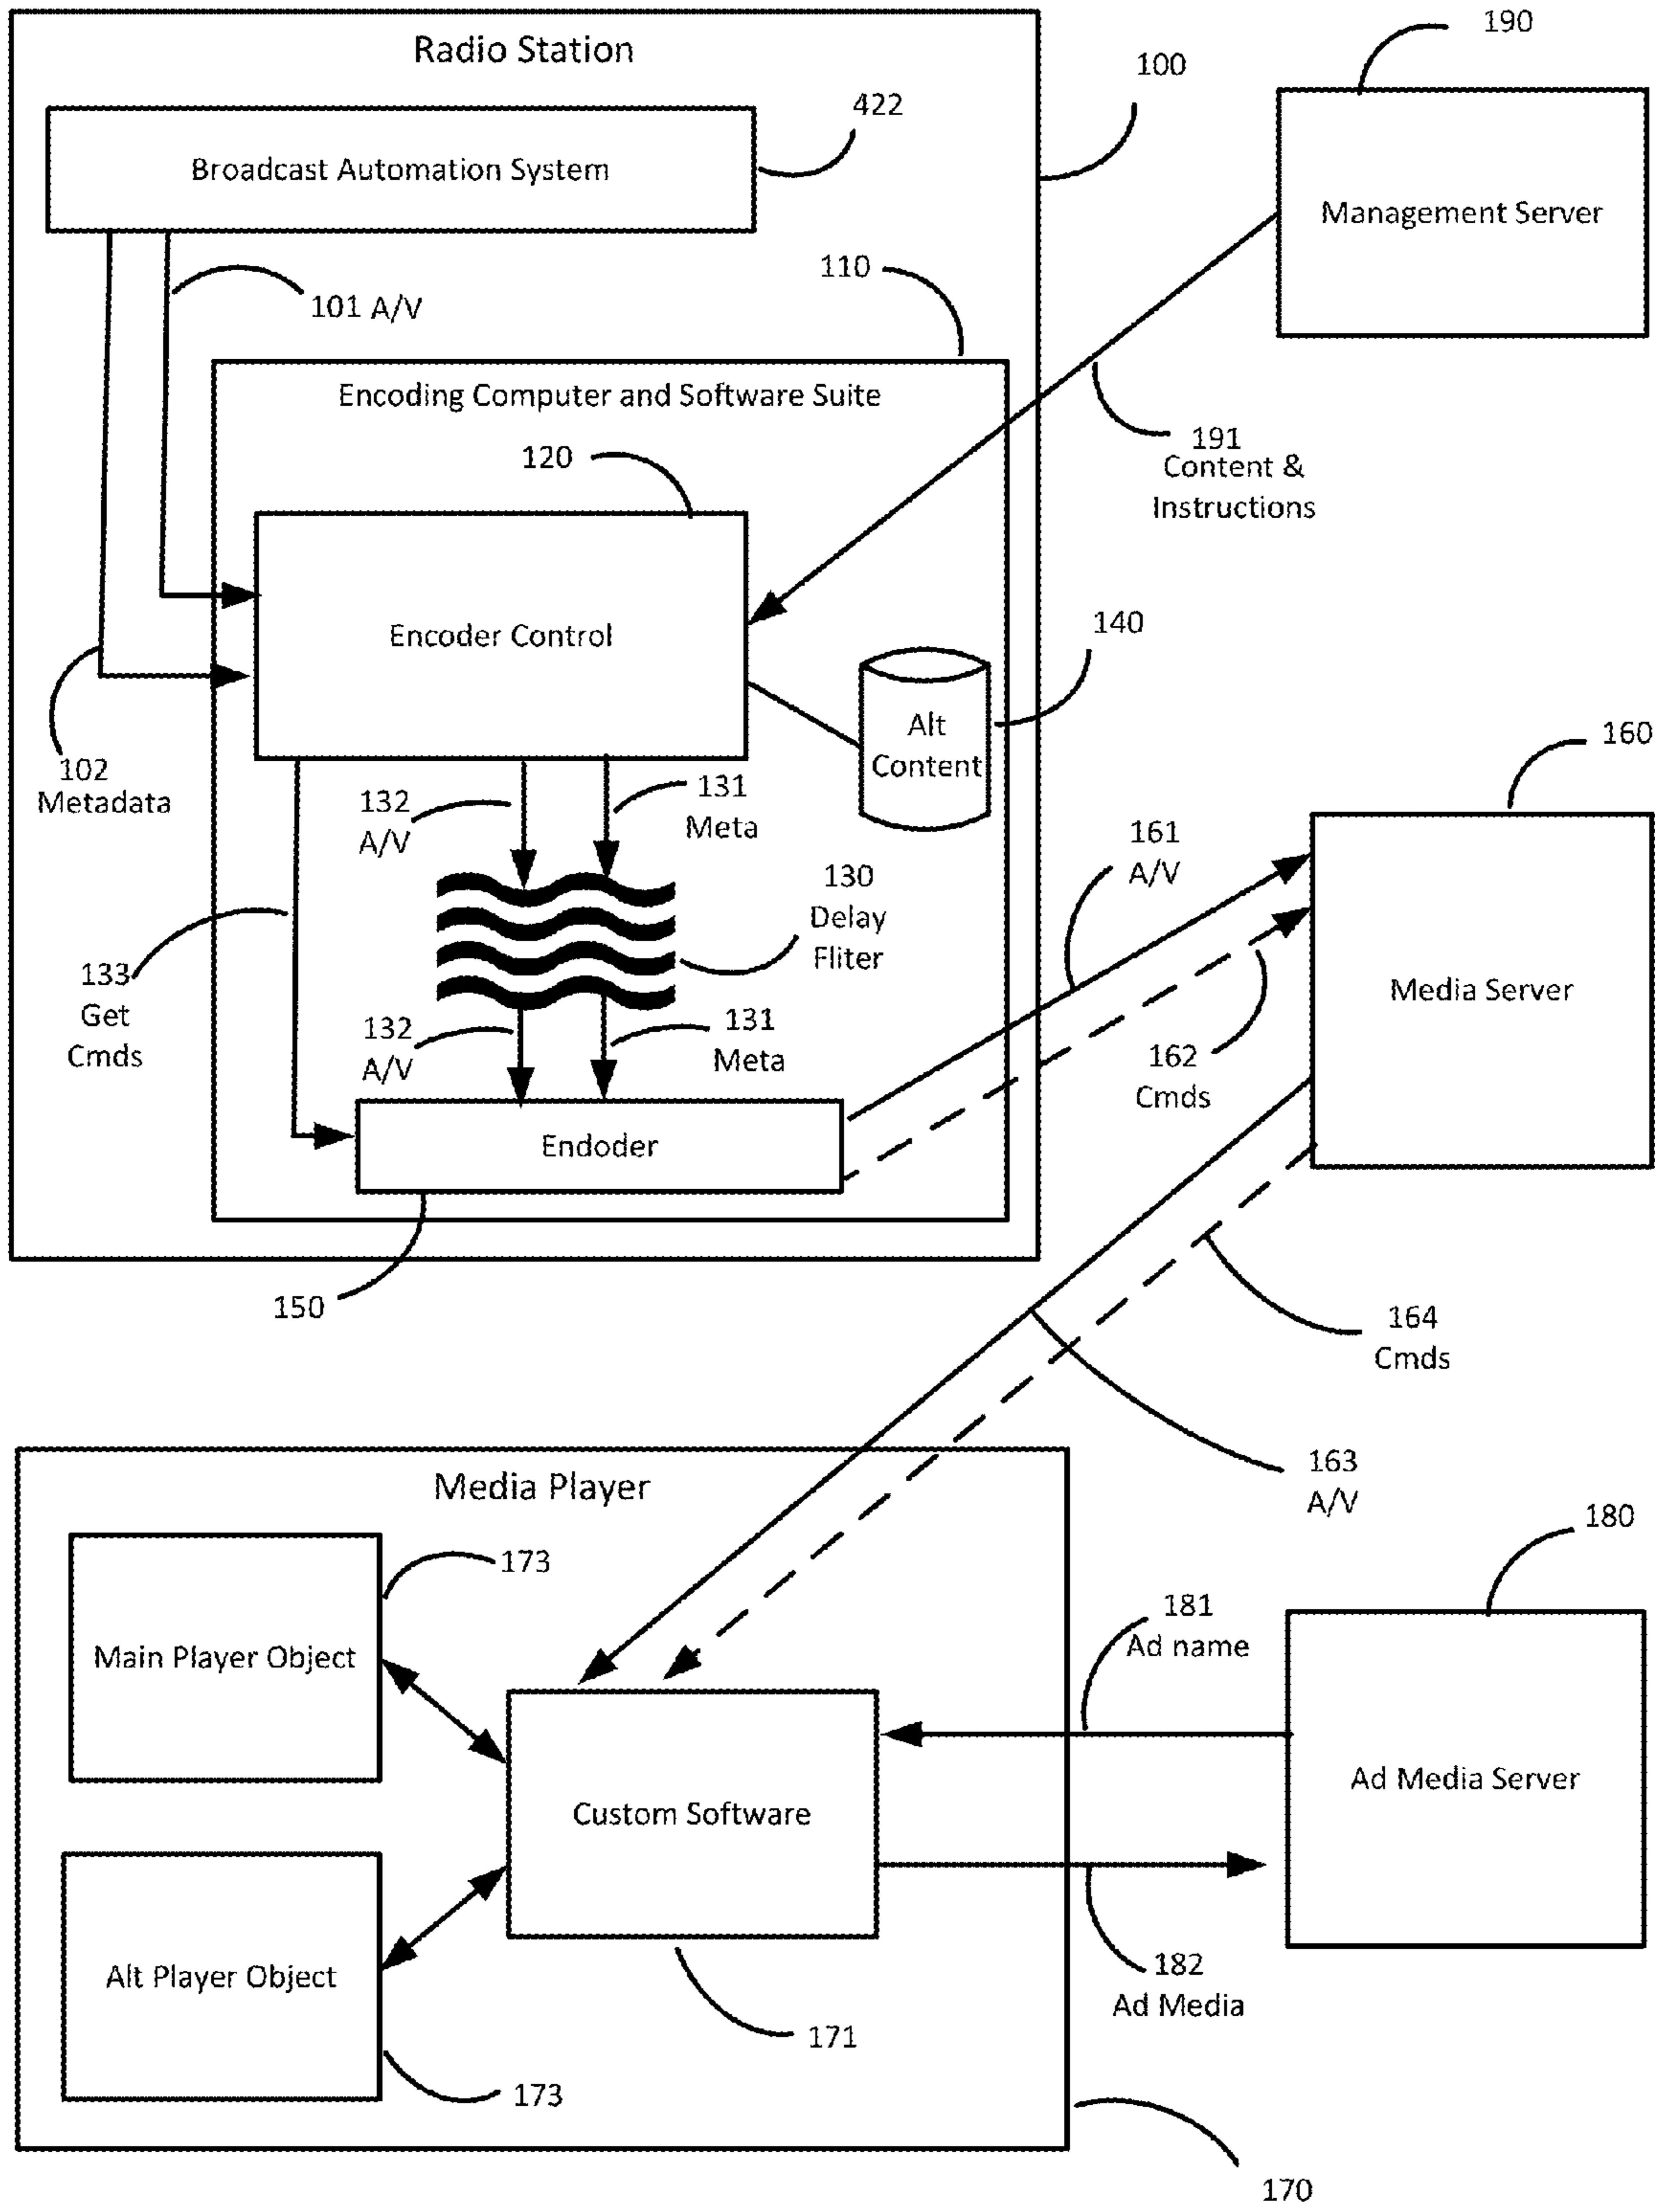 190
Radio Station
100
422
Broadcast Automation System
Management Server
110
101 A/V
Encoding Computer and Software Suite
191
Content &
Instructions
120
Encoder Control
140
Alt
Content
102
Metadata
160
132
A/V
131
Meta
161
A/V
130
Delay
Fliter
133
Get
Cmds
Media Server
132
A/V
131
Meta
162
Cmds
Endoder
150
164
Cmds
163
A/V
Media Player
180
173
181
Ad name
Main Player Object
Ad Media Server
Custom Software
182
Ad Media
Alt Player Object
171
173
170